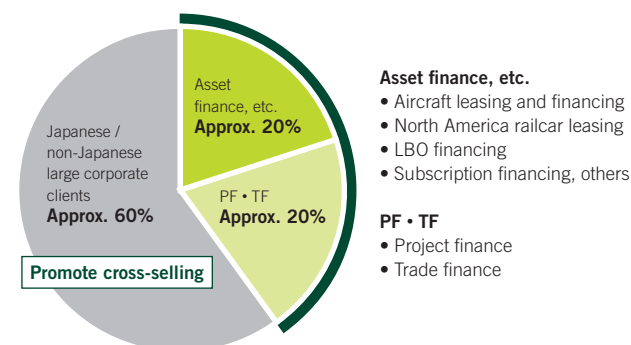 Asset
finance, etc.
Approx. 20%
Japanese /
non-Japanese
large corporate
clients
Approx. 60%
PF • TF
Approx. 20%
Promote cross-selling
Asset finance, etc.
• Aircraft leasing and financing
• North America railcar leasing
• LBO financing
• Subscription financing, others
PF • TF
• Project finance
• Trade finance